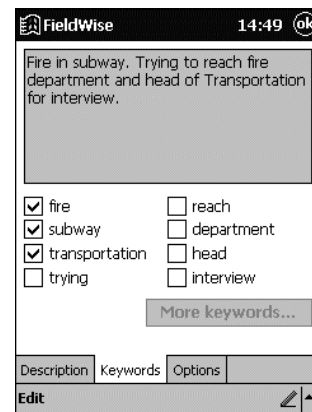 FieldWise 14:49 ok
Fire in subway. Trying to reach fire
department and head of Transportation
for interview.
fire reach
subway department
transportation head
trying interview
More keywords...
Description Keywords Options
Edit